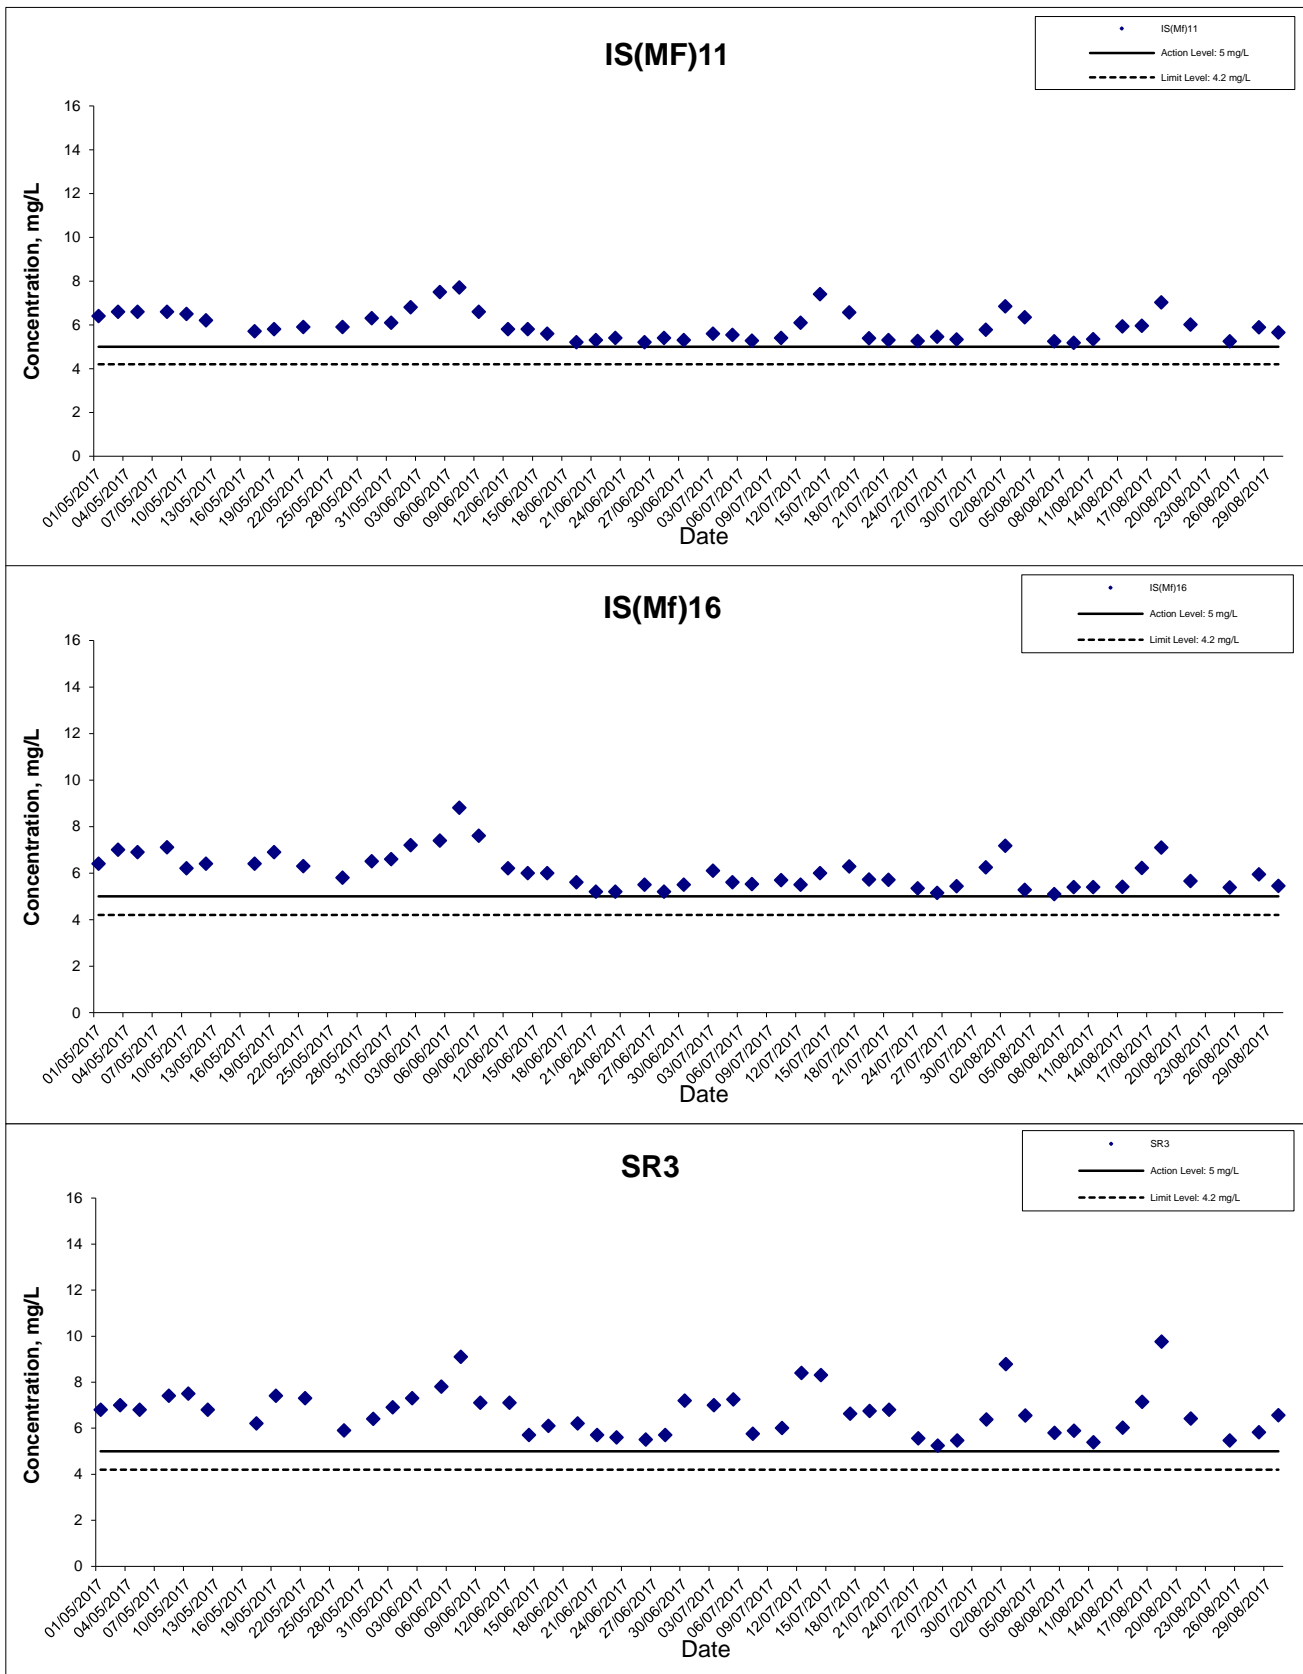 IS(MF)11
IS(Mf)11
Action Level: 5 mg/L
Limit Level: 4.2 mg/L
Concentration, mg/L
16
14
12
10
8
6
4
2
0
01/05/2017 04/05/2017 07/05/2017 10/05/2017 13/05/2017 16/05/2017 19/05/2017 22/05/2017 25/05/2017 28/05/2017 31/05/2017 03/06/2017 06/06/2017 09/06/2017 12/06/2017 15/06/2017 18/06/2017 21/06/2017 24/06/2017 27/06/2017 30/06/2017 03/07/2017 06/07/2017 09/07/2017 12/07/2017 15/07/2017 18/07/2017 21/07/2017 24/07/2017 27/07/2017 30/07/2017 02/08/2017 05/08/2017 08/08/2017 11/08/2017 14/08/2017 17/08/2017 20/08/2017 23/08/2017 26/08/2017 29/08/2017
Date
IS(Mf)16
IS(Mf)16
Action Level: 5 mg/L
Limit Level: 4.2 mg/L
Concentration, mg/L
16
14
12
10
8
6
4
2
0
01/05/2017 04/05/2017 07/05/2017 10/05/2017 13/05/2017 16/05/2017 19/05/2017 22/05/2017 25/05/2017 28/05/2017 31/05/2017 03/06/2017 06/06/2017 09/06/2017 12/06/2017 15/06/2017 18/06/2017 21/06/2017 24/06/2017 27/06/2017 30/06/2017 03/07/2017 06/07/2017 09/07/2017 12/07/2017 15/07/2017 18/07/2017 21/07/2017 24/07/2017 27/07/2017 30/07/2017 02/08/2017 05/08/2017 08/08/2017 11/08/2017 14/08/2017 17/08/2017 20/08/2017 23/08/2017 26/08/2017 29/08/2017
Date
SR3
SR3
Action Level: 5 mg/L
Limit Level: 4.2 mg/L
Concentration, mg/L
16
14
12
10
8
6
4
2
0
01/05/2017 04/05/2017 07/05/2017 10/05/2017 13/05/2017 16/05/2017 19/05/2017 22/05/2017 25/05/2017 28/05/2017 31/05/2017 03/06/2017 06/06/2017 09/06/2017 12/06/2017 15/06/2017 18/06/2017 21/06/2017 24/06/2017 27/06/2017 30/06/2017 03/07/2017 06/07/2017 09/07/2017 12/07/2017 15/07/2017 18/07/2017 21/07/2017 24/07/2017 27/07/2017 30/07/2017 02/08/2017 05/08/2017 08/08/2017 11/08/2017 14/08/2017 17/08/2017 20/08/2017 23/08/2017 26/08/2017 29/08/2017
Date